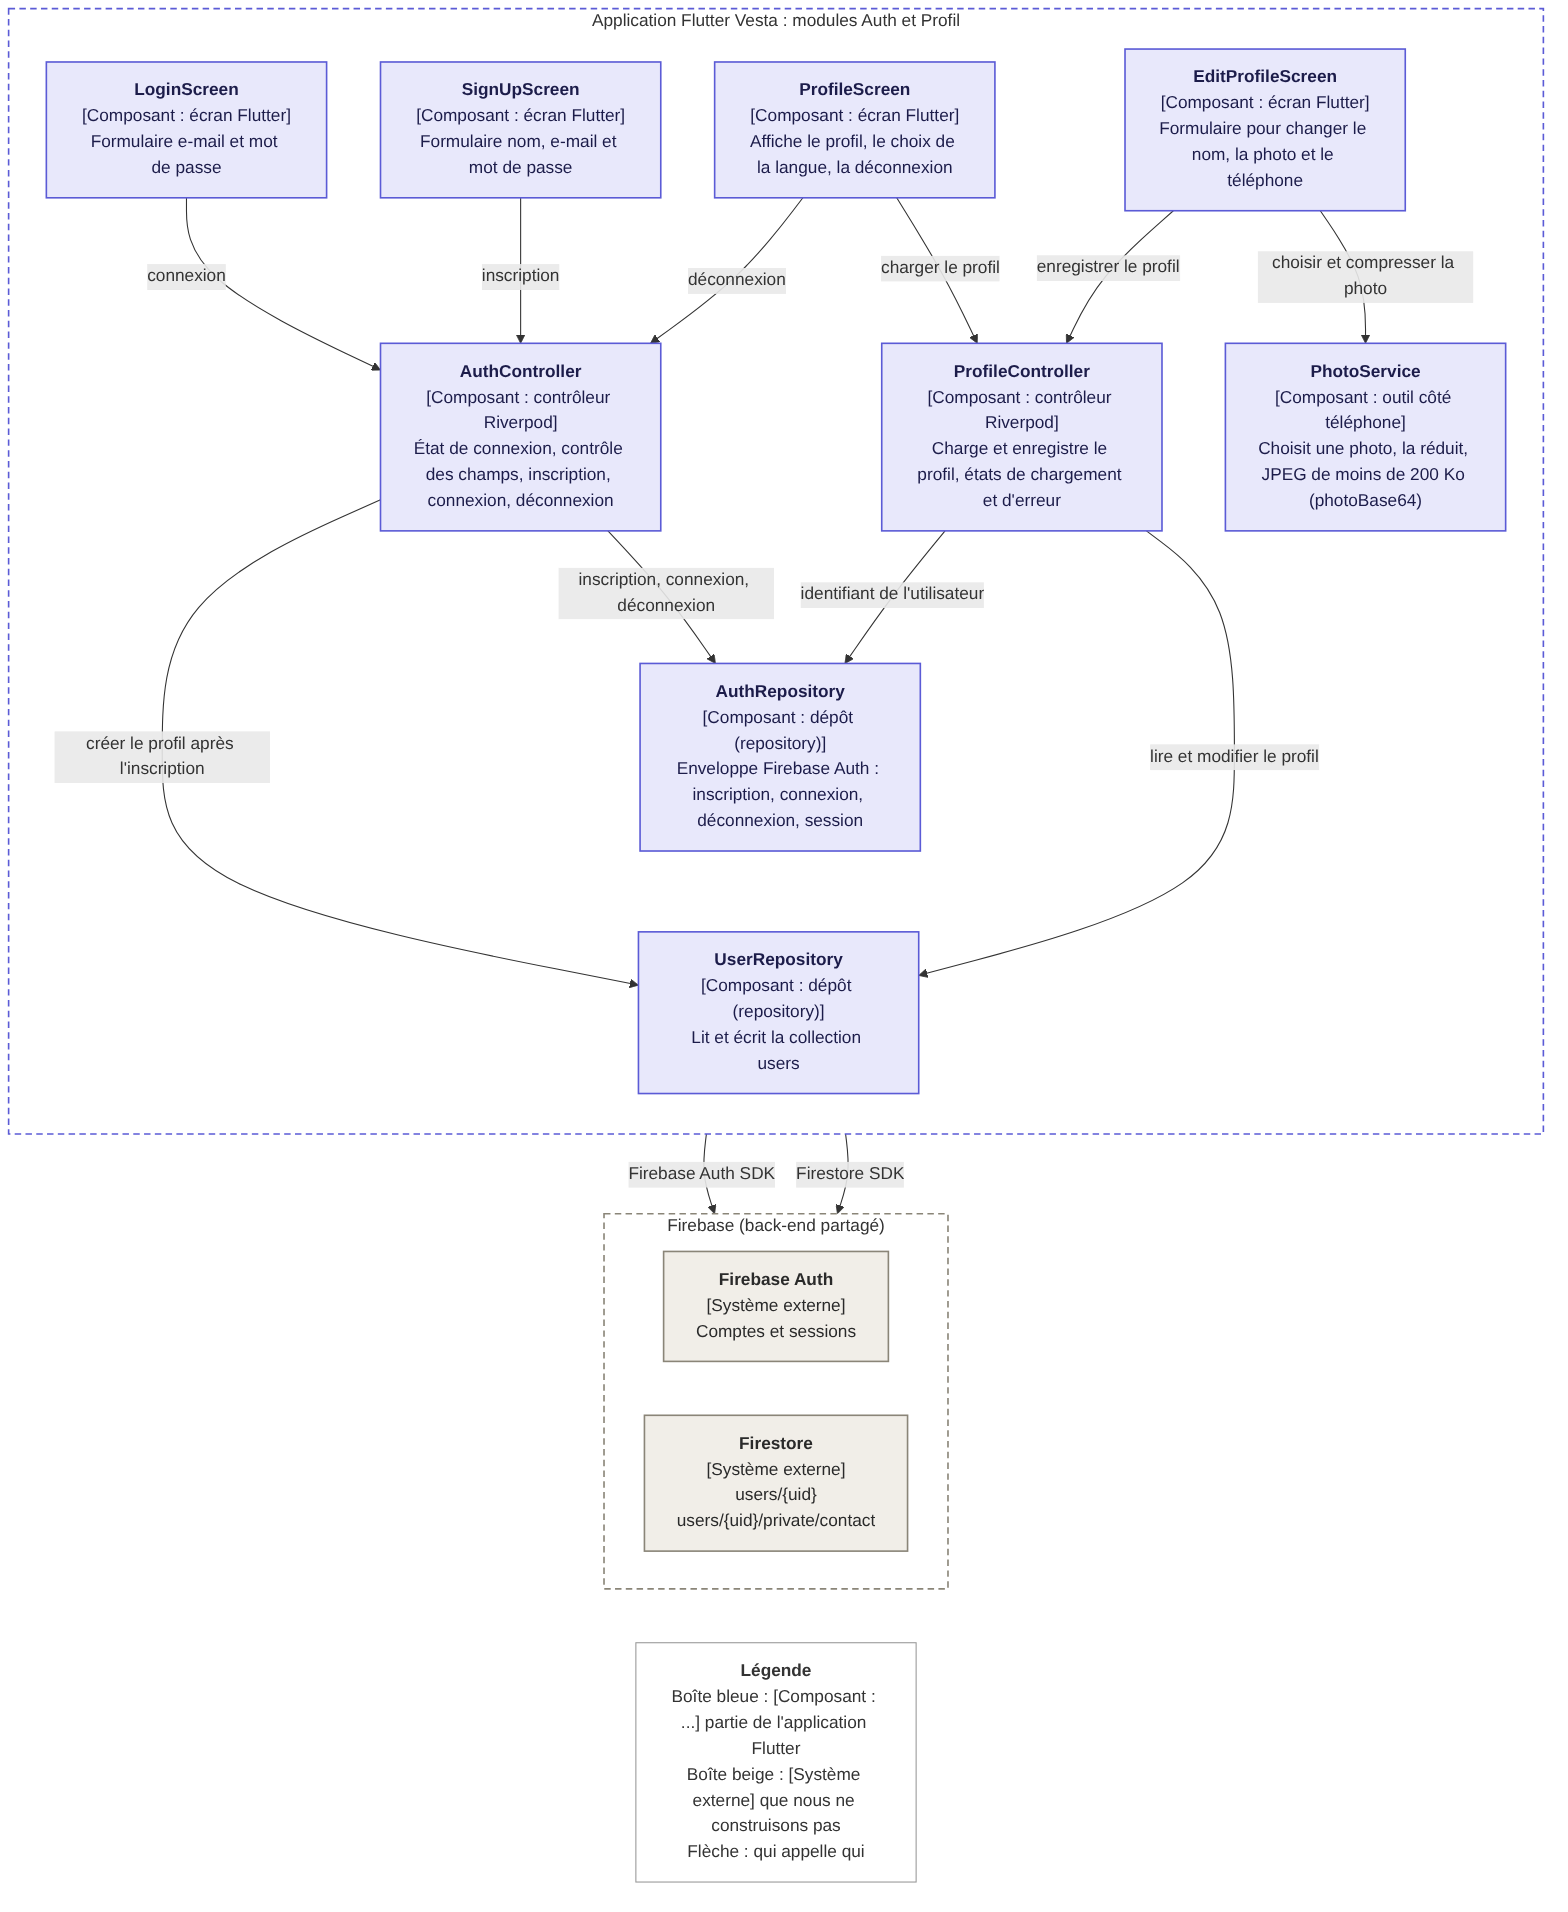 Application Flutter Vesta : modules Auth et Profil
LoginScreen
[Composant : écran Flutter]
Formulaire e-mail et mot
de passe
SignUpScreen
[Composant : écran Flutter]
Formulaire nom, e-mail et
mot de passe
ProfileScreen
[Composant : écran Flutter]
Affiche le profil, le choix de
la langue, la déconnexion
EditProfileScreen
[Composant : écran Flutter]
Formulaire pour changer le
nom, la photo et le
téléphone
connexion
inscription
déconnexion
charger le profil
enregistrer le profil
choisir et compresser la
photo
AuthController
[Composant : contrôleur
Riverpod]
État de connexion, contrôle
des champs, inscription,
connexion, déconnexion
ProfileController
[Composant : contrôleur
Riverpod]
Charge et enregistre le
profil, états de chargement
et d'erreur
PhotoService
[Composant : outil côté
téléphone]
Choisit une photo, la réduit,
JPEG de moins de 200 Ko
(photoBase64)
inscription, connexion,
déconnexion
identifiant de l'utilisateur
AuthRepository
[Composant : dépôt
(repository)]
Enveloppe Firebase Auth :
inscription, connexion,
déconnexion, session
créer le profil après
l'inscription
lire et modifier le profil
UserRepository
[Composant : dépôt
(repository)]
Lit et écrit la collection
users
Firebase Auth SDK
Firestore SDK
Firebase (back-end partagé)
Firebase Auth
[Système externe]
Comptes et sessions
Firestore
[Système externe]
users/{uid}
users/{uid}/private/contact
Légende
Boîte bleue : [Composant :
...] partie de l'application
Flutter
Boîte beige : [Système
externe] que nous ne
construisons pas
Flèche : qui appelle qui